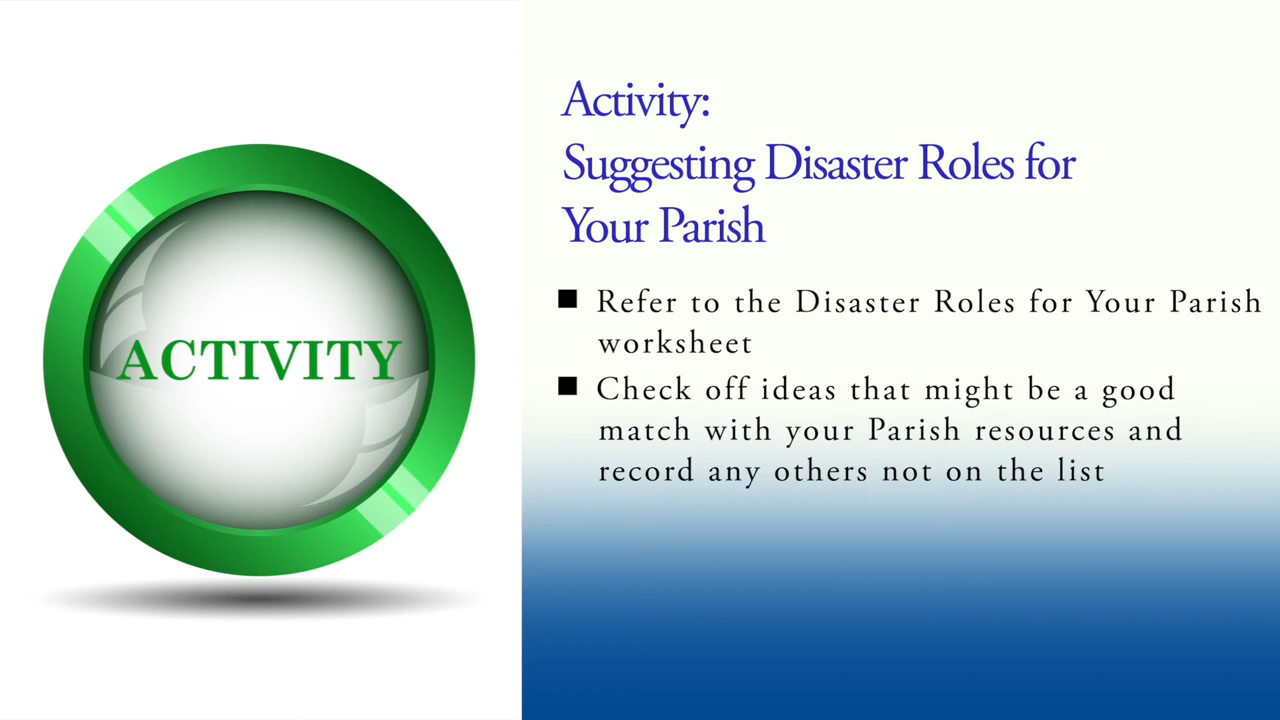 ACTIVITY
Activity:
Suggesting Disaster Roles for
Your Parish
■ Refer to the Disaster Roles for Your Parish
worksheet
■ Check off ideas that might be a good
match with your Parish resources and
record any others not on the list